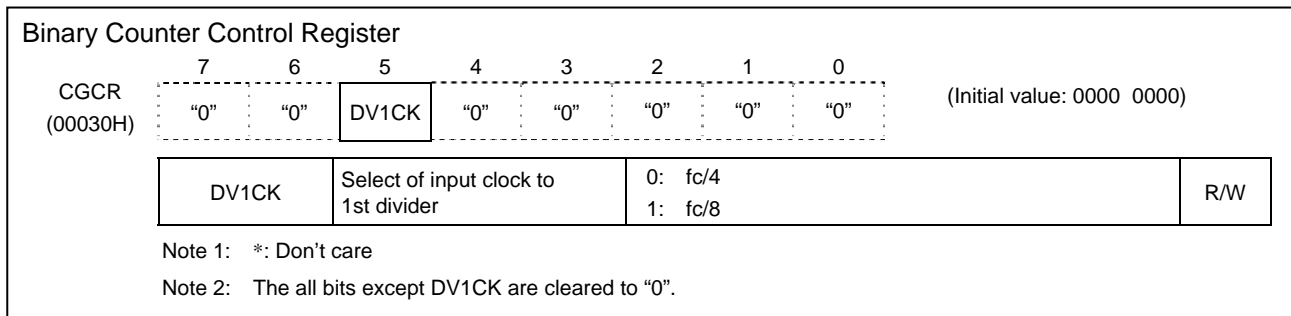 Binary Counter Control Register
7 6 5 4 3 2 1 0
CGCR
(00030H)
“0” “0” DV1CK “0” “0” “0” “0” “0”
(Initial value: 0000 0000)
DV1CK
Select of input clock to
1st divider
0: fc/4
1: fc/8
R/W
Note 1: *: Don’t care
Note 2: The all bits except DV1CK are cleared to “0”.